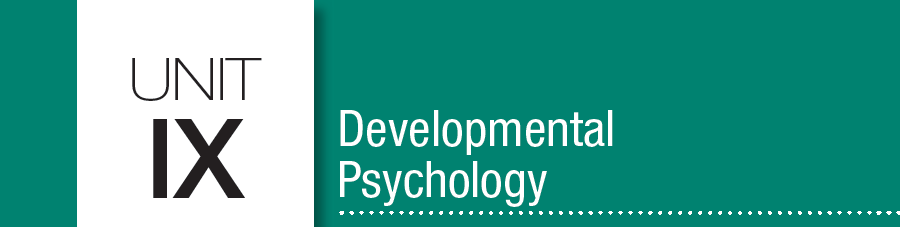 UNIT
IX
Developmental
Psychology